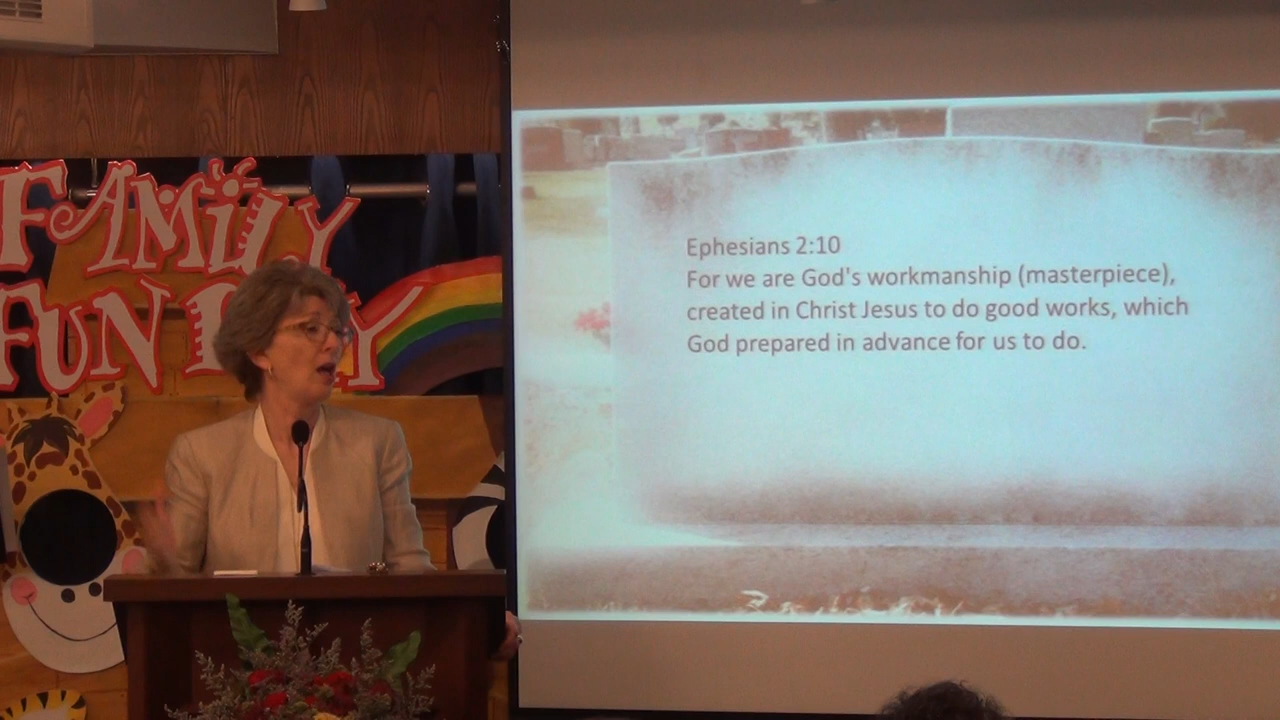 FAMILY
FUN DAY
Ephesians 2:10
For we are God's workmanship (masterpiece),
created in Christ Jesus to do good works, which
God prepared in advance for us to do.